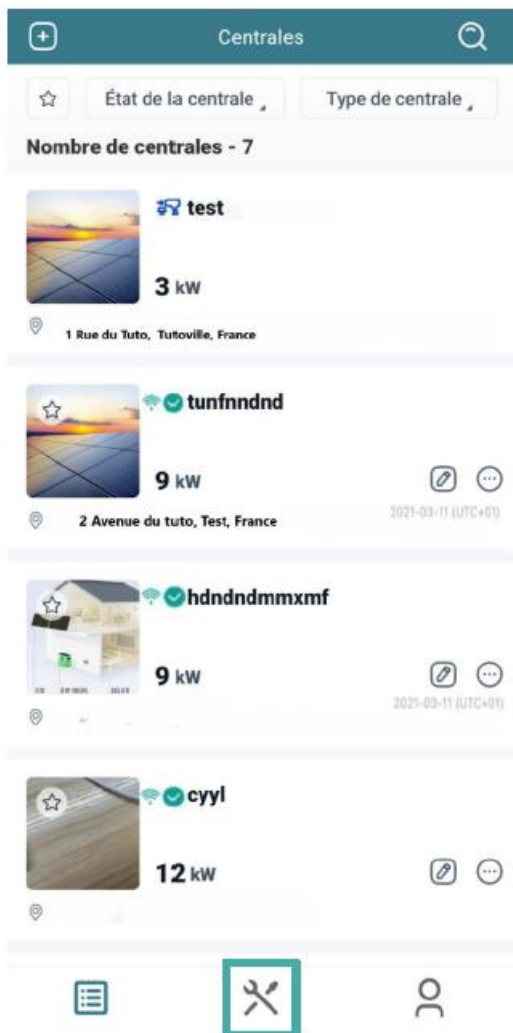 Centrales
État de la centrale
Type de centrale
Nombre de centrales - 7
test
3 kW
1 Rue du Tuto, Tutoville, France
tunfnndnd
9 kW
2 Avenue du tuto, Test, France
2021-03-11 (UTC+01)
hdndndmmxmf
9 kW
2021-03-11 (UTC+01)
cyyl
12 kW